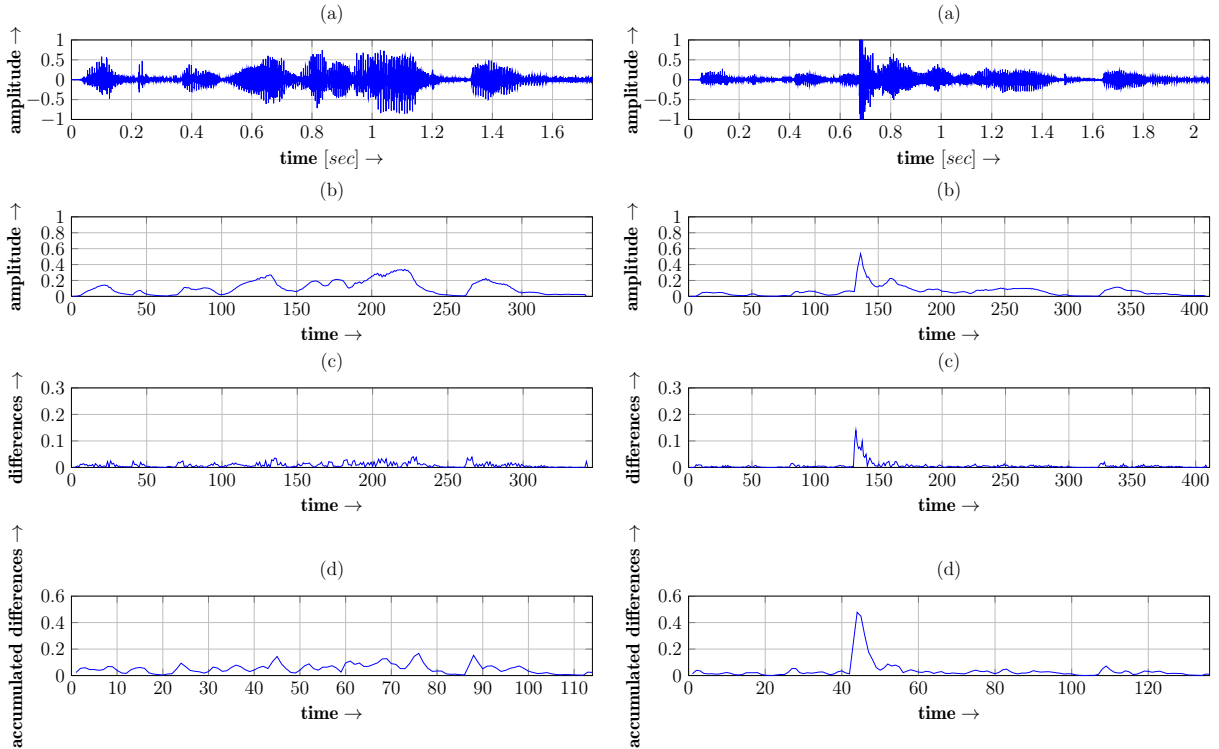 (a)
amplitude →
1
0.5
0
−0.5
−1
0 0.2 0.4 0.6 0.8 1 1.2 1.4 1.6
time [sec] →
(b)
amplitude →
1
0.8
0.6
0.4
0.2
0
0 50 100 150 200 250 300
time →
(c)
differences →
0.3
0.2
0.1
0
0 50 100 150 200 250 300
time →
(d)
accumulated differences →
0.6
0.4
0.2
0
0 10 20 30 40 50 60 70 80 90 100 110
time →
(a)
amplitude →
1
0.5
0
−0.5
−1
0 0.2 0.4 0.6 0.8 1 1.2 1.4 1.6 1.8 2
time [sec] →
(b)
amplitude →
1
0.8
0.6
0.4
0.2
0
0 50 100 150 200 250 300 350 400
time →
(c)
differences →
0.3
0.2
0.1
0
0 50 100 150 200 250 300 350 400
time →
(d)
accumulated differences →
0.6
0.4
0.2
0
0 20 40 60 80 100 120
time →